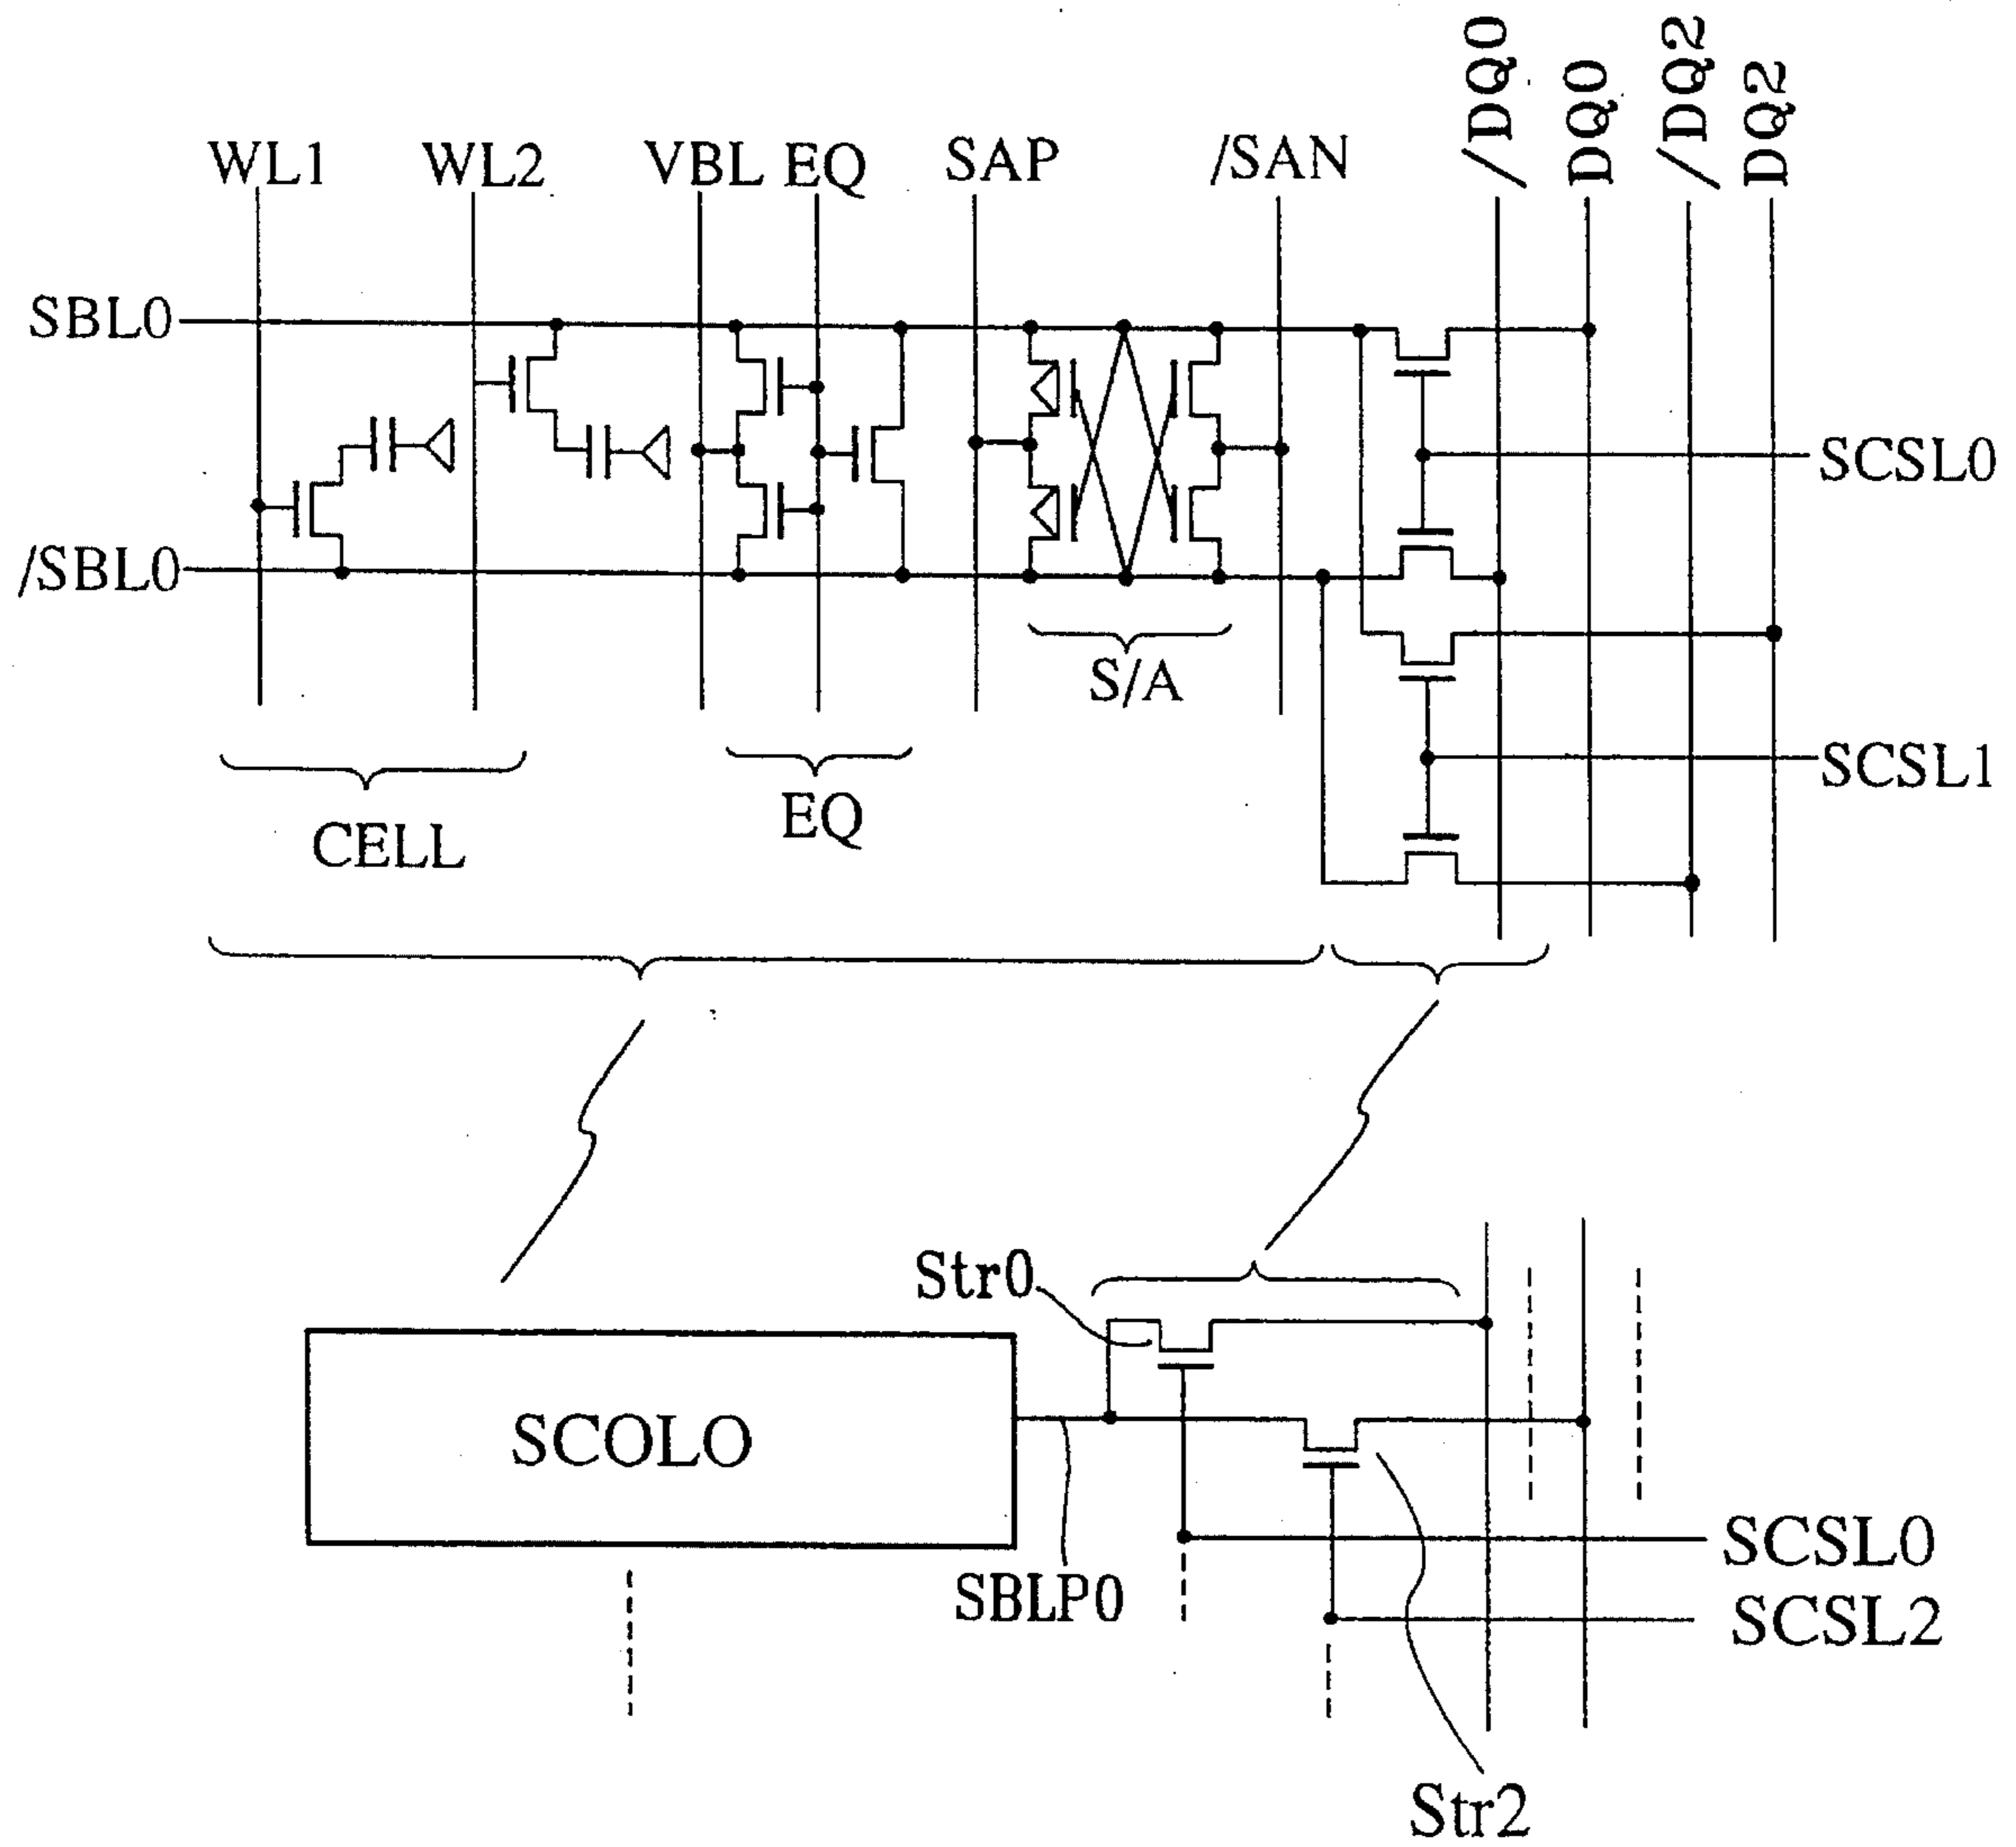 /DQ0
DQ0
/DQ2
DQ2
WL1
WL2
VBL
EQ
SAP
/SAN
SBL0
SCSL0
/SBL0
S/A
SCSL1
EQ
CELL
Str0
SCOLO
SCSL0
SBLP0
SCSL2
Str2